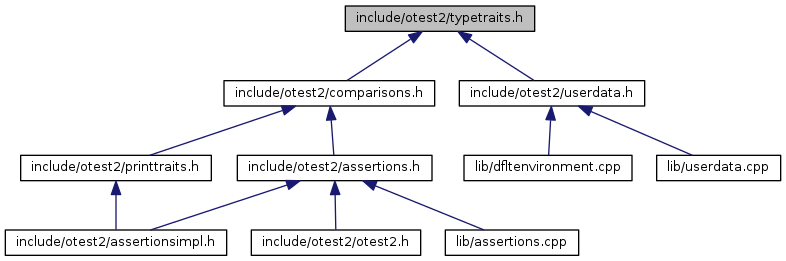 include/otest2/typetraits.h
include/otest2/comparisons.h
include/otest2/userdata.h
include/otest2/printtraits.h
include/otest2/assertions.h
lib/dfltenvironment.cpp
lib/userdata.cpp
include/otest2/assertionsimpl.h
include/otest2/otest2.h
lib/assertions.cpp